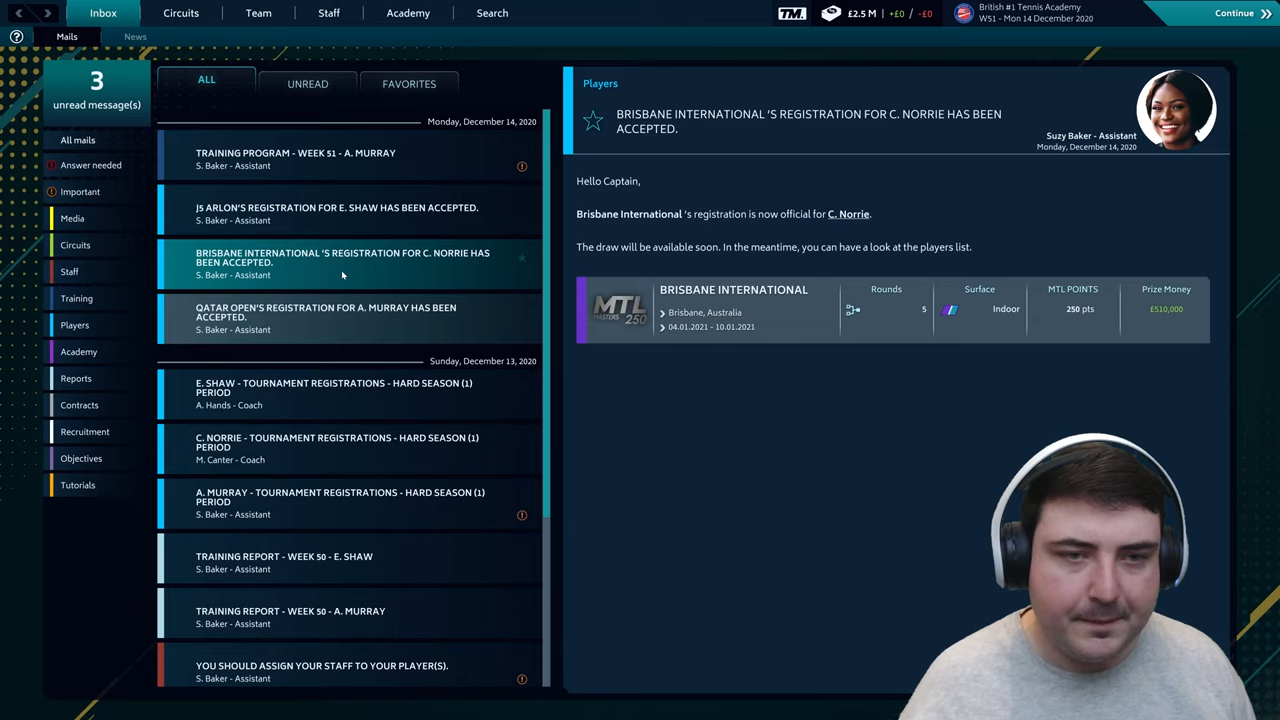 Inbox
Circuits
Team
Staff
Academy
Search
TM.
£2.5 M | +£0 / -£0
British #1 Tennis Academy
W51 - Mon 14 December 2020
Continue
Mails
News
3
unread message(s)
All mails
Answer needed
Important
Media
Circuits
Staff
Training
Players
Academy
Reports
Contracts
Recruitment
Objectives
Tutorials
ALL
UNREAD
FAVORITES
Monday, December 14, 2020
TRAINING PROGRAM - WEEK 51 - A. MURRAY
S. Baker - Assistant
J5 ARLON'S REGISTRATION FOR E. SHAW HAS BEEN ACCEPTED.
S. Baker - Assistant
BRISBANE INTERNATIONAL 'S REGISTRATION FOR C. NORRIE HAS
BEEN ACCEPTED.
S. Baker - Assistant
QATAR OPEN'S REGISTRATION FOR A. MURRAY HAS BEEN
ACCEPTED.
S. Baker - Assistant
Sunday, December 13, 2020
E. SHAW - TOURNAMENT REGISTRATIONS - HARD SEASON (1)
PERIOD
A. Hands - Coach
C. NORRIE - TOURNAMENT REGISTRATIONS - HARD SEASON (1)
PERIOD
M. Canter - Coach
A. MURRAY - TOURNAMENT REGISTRATIONS - HARD SEASON (1)
PERIOD
S. Baker - Assistant
TRAINING REPORT - WEEK 50 - E. SHAW
S. Baker - Assistant
TRAINING REPORT - WEEK 50 - A. MURRAY
S. Baker - Assistant
YOU SHOULD ASSIGN YOUR STAFF TO YOUR PLAYER(S).
S. Baker - Assistant
Players
BRISBANE INTERNATIONAL 'S REGISTRATION FOR C. NORRIE HAS BEEN
ACCEPTED.
Suzy Baker - Assistant
Monday, December 14, 2020
Hello Captain,
Brisbane International 's registration is now official for C. Norrie.
The draw will be available soon. In the meantime, you can have a look at the players list.
MTL
MASTERS 250
BRISBANE INTERNATIONAL
Brisbane, Australia
04.01.2021 - 10.01.2021
Rounds
5
Surface
Indoor
MTL POINTS
250 pts
Prize Money
£510,000